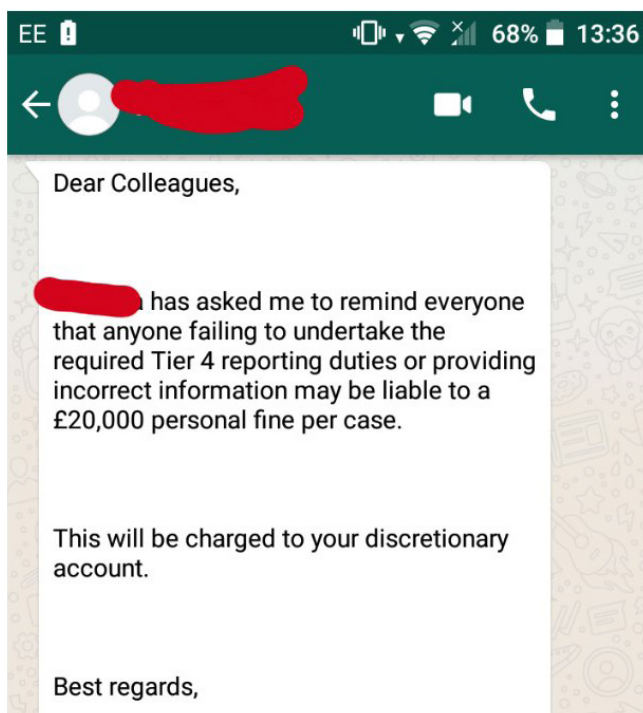 EE 68% 13:36
Dear Colleagues,
has asked me to remind everyone
that anyone failing to undertake the
required Tier 4 reporting duties or providing
incorrect information may be liable to a
£20,000 personal fine per case.
This will be charged to your discretionary
account.
Best regards,